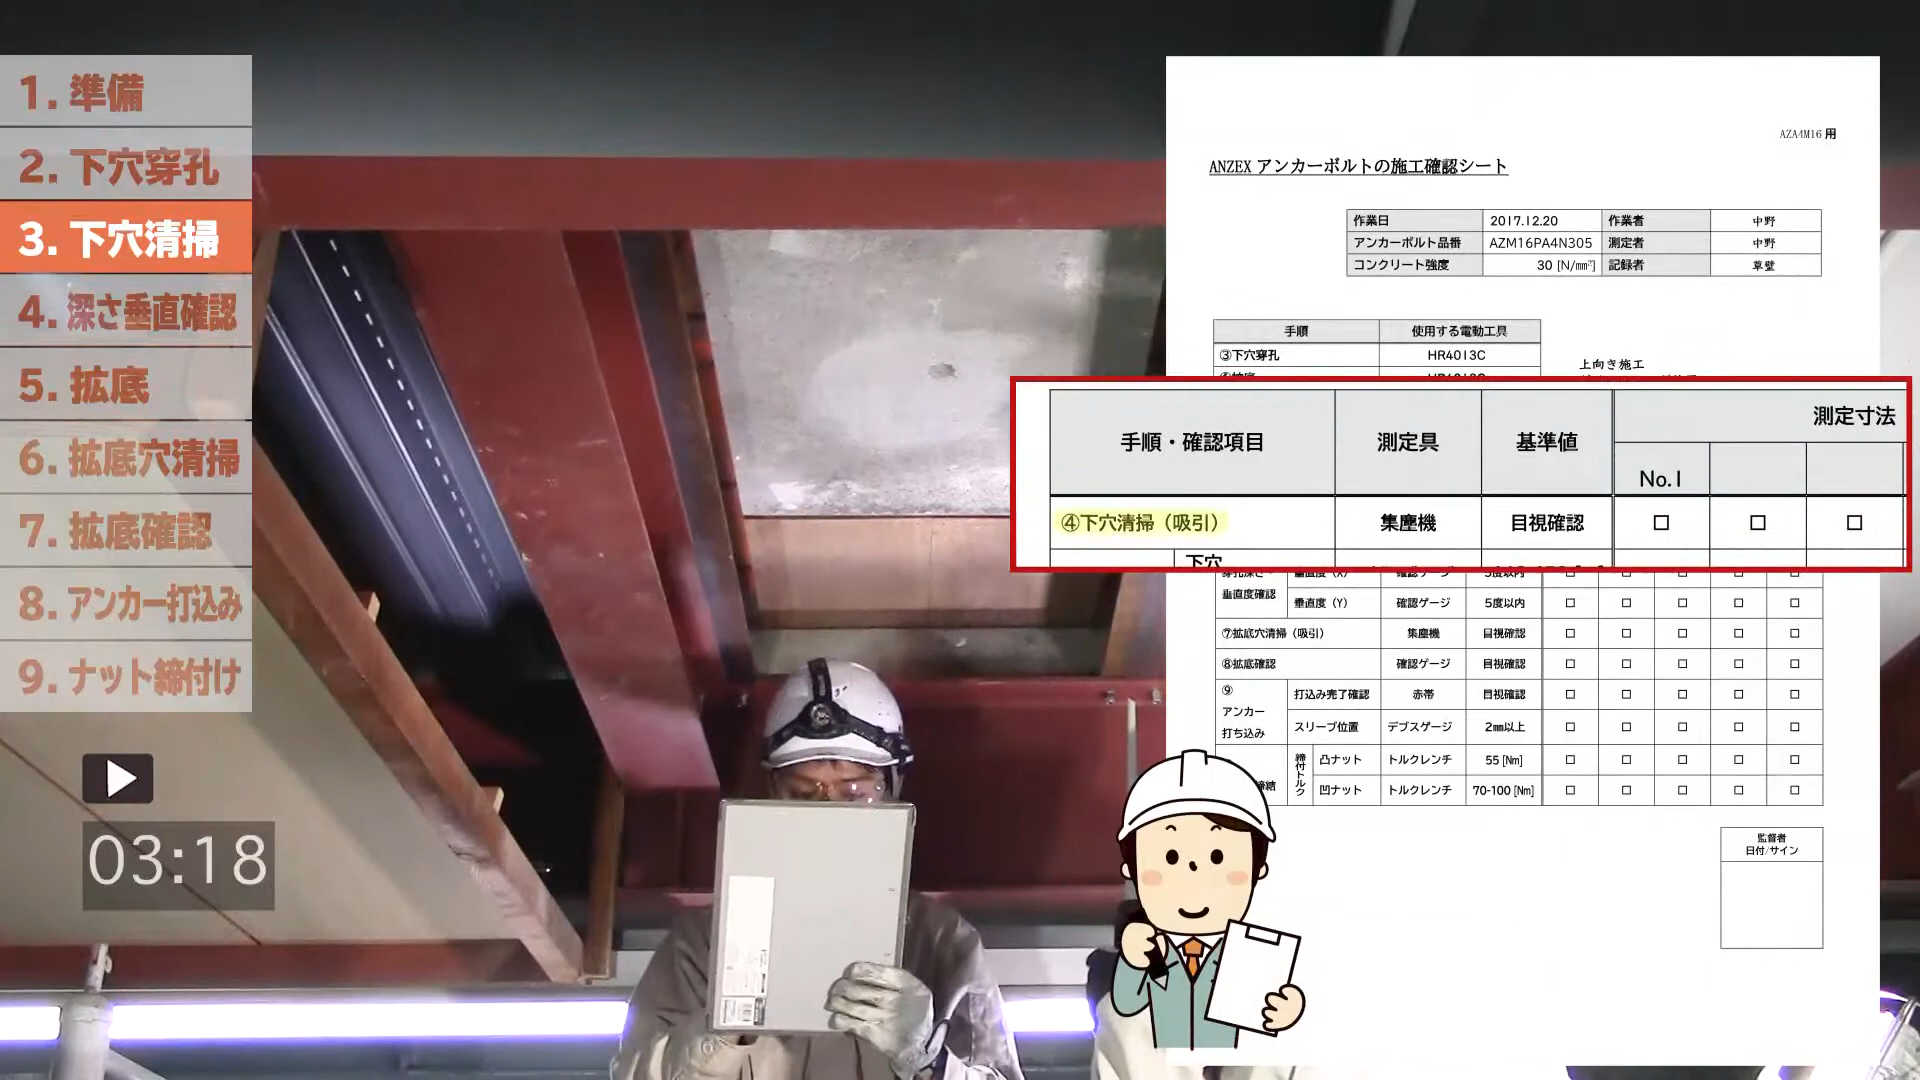 1. 準備
2. 下穴穿孔
3. 下穴清掃
4. 深さ垂直確認
5. 拡底
6. 拡底穴清掃
7. 拡底確認
8. アンカー打込み
9. ナット締付け
03:18
AZA4M16 用
ANZEX アンカーボルトの施工確認シート
作業日 2017.12.20 作業者 中野
アンカーボルト品番 AZM16PA4N305 測定者 中野
コンクリート強度 30 [N/mm²] 記録者 草壁
手順 使用する電動工具
③下穴穿孔 HR4013C
上向き施工
手順・確認項目 測定具 基準値 測定寸法
No.1
④下穴清掃（吸引） 集塵機 目視確認 □ □ □
下穴
垂直度確認 垂直度（Y） 確認ゲージ 5度以内 □ □ □ □ □
⑦拡底穴清掃（吸引） 集塵機 目視確認 □ □ □ □ □
⑧拡底確認 確認ゲージ 目視確認 □ □ □ □ □
⑨アンカー打ち込み 打込み完了確認 赤帯 目視確認 □ □ □ □ □
スリーブ位置 デプスゲージ 2mm以上 □ □ □ □ □
締付トルク 凸ナット トルクレンチ 55 [Nm] □ □ □ □ □
凹ナット トルクレンチ 70-100 [Nm] □ □ □ □ □
監督者
日付/サイン